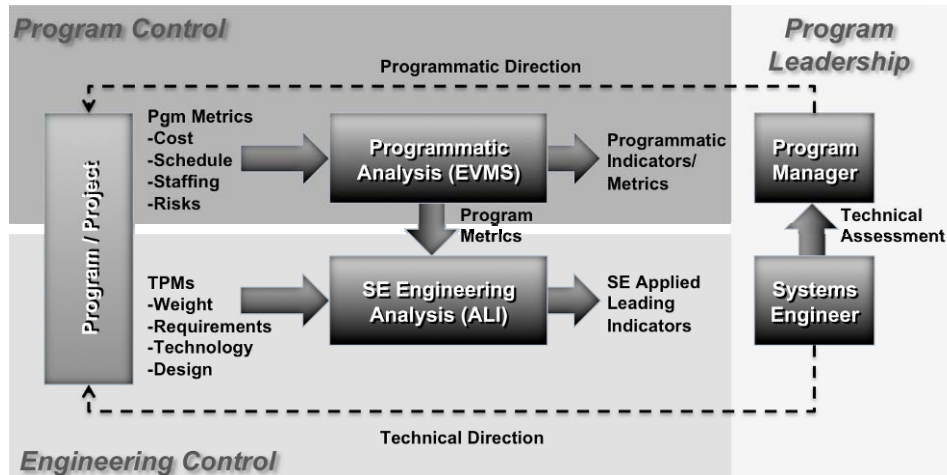 Program Control
Program
Leadership
Programmatic Direction
Pgm Metrics
-Cost
-Schedule
-Staffing
-Risks
Programmatic
Analysis (EVMS)
Programmatic
Indicators/
Metrics
Program
Manager
Program / Project
Program
Metrics
Technical
Assessment
TPMs
-Weight
-Requirements
-Technology
-Design
SE Engineering
Analysis (ALI)
SE Applied
Leading
Indicators
Systems
Engineer
Technical Direction
Engineering Control